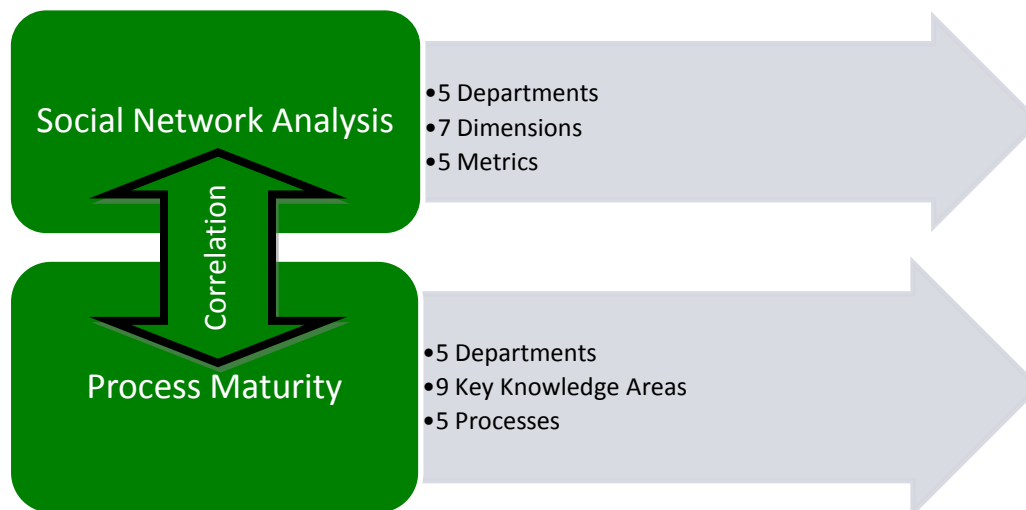 Social Network Analysis
•5 Departments
•7 Dimensions
•5 Metrics
Correlation
Process Maturity
•5 Departments
•9 Key Knowledge Areas
•5 Processes